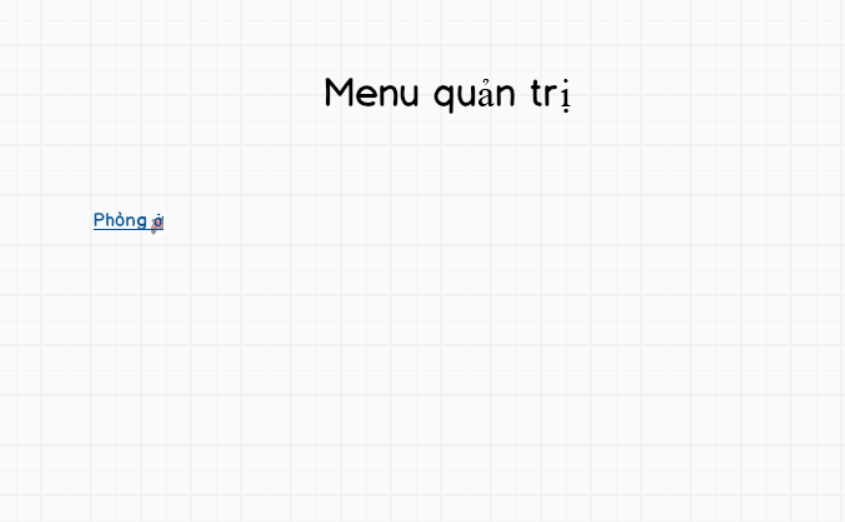 Menu quản trị
Phòng ở